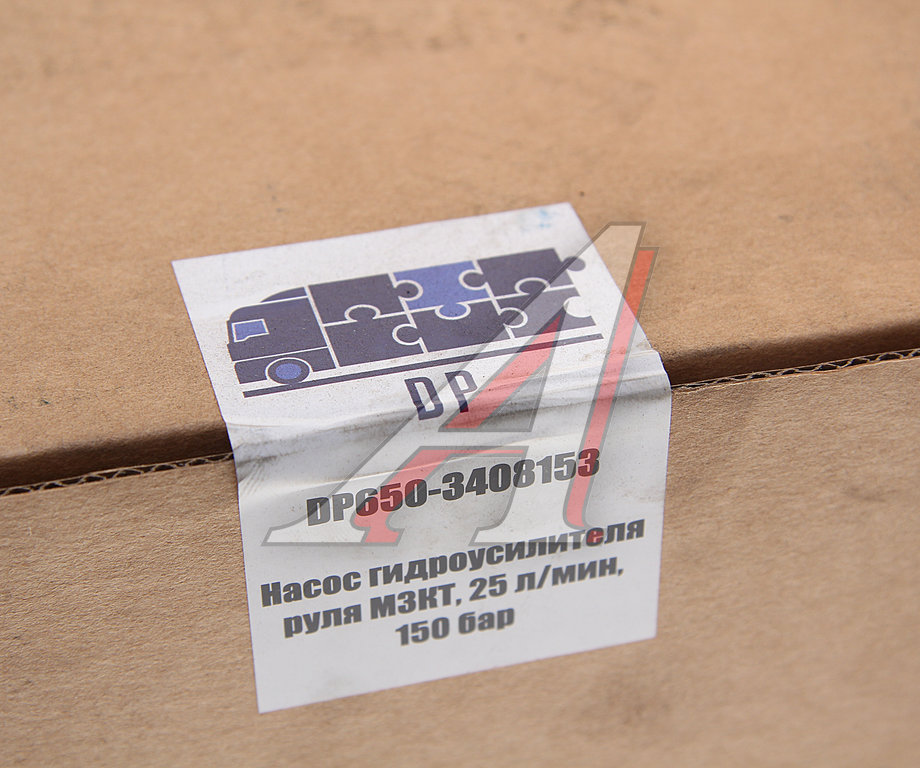 DP
DP650-3408153
Насос гидроусилителя
руля МЗКТ, 25 л/мин,
150 бар